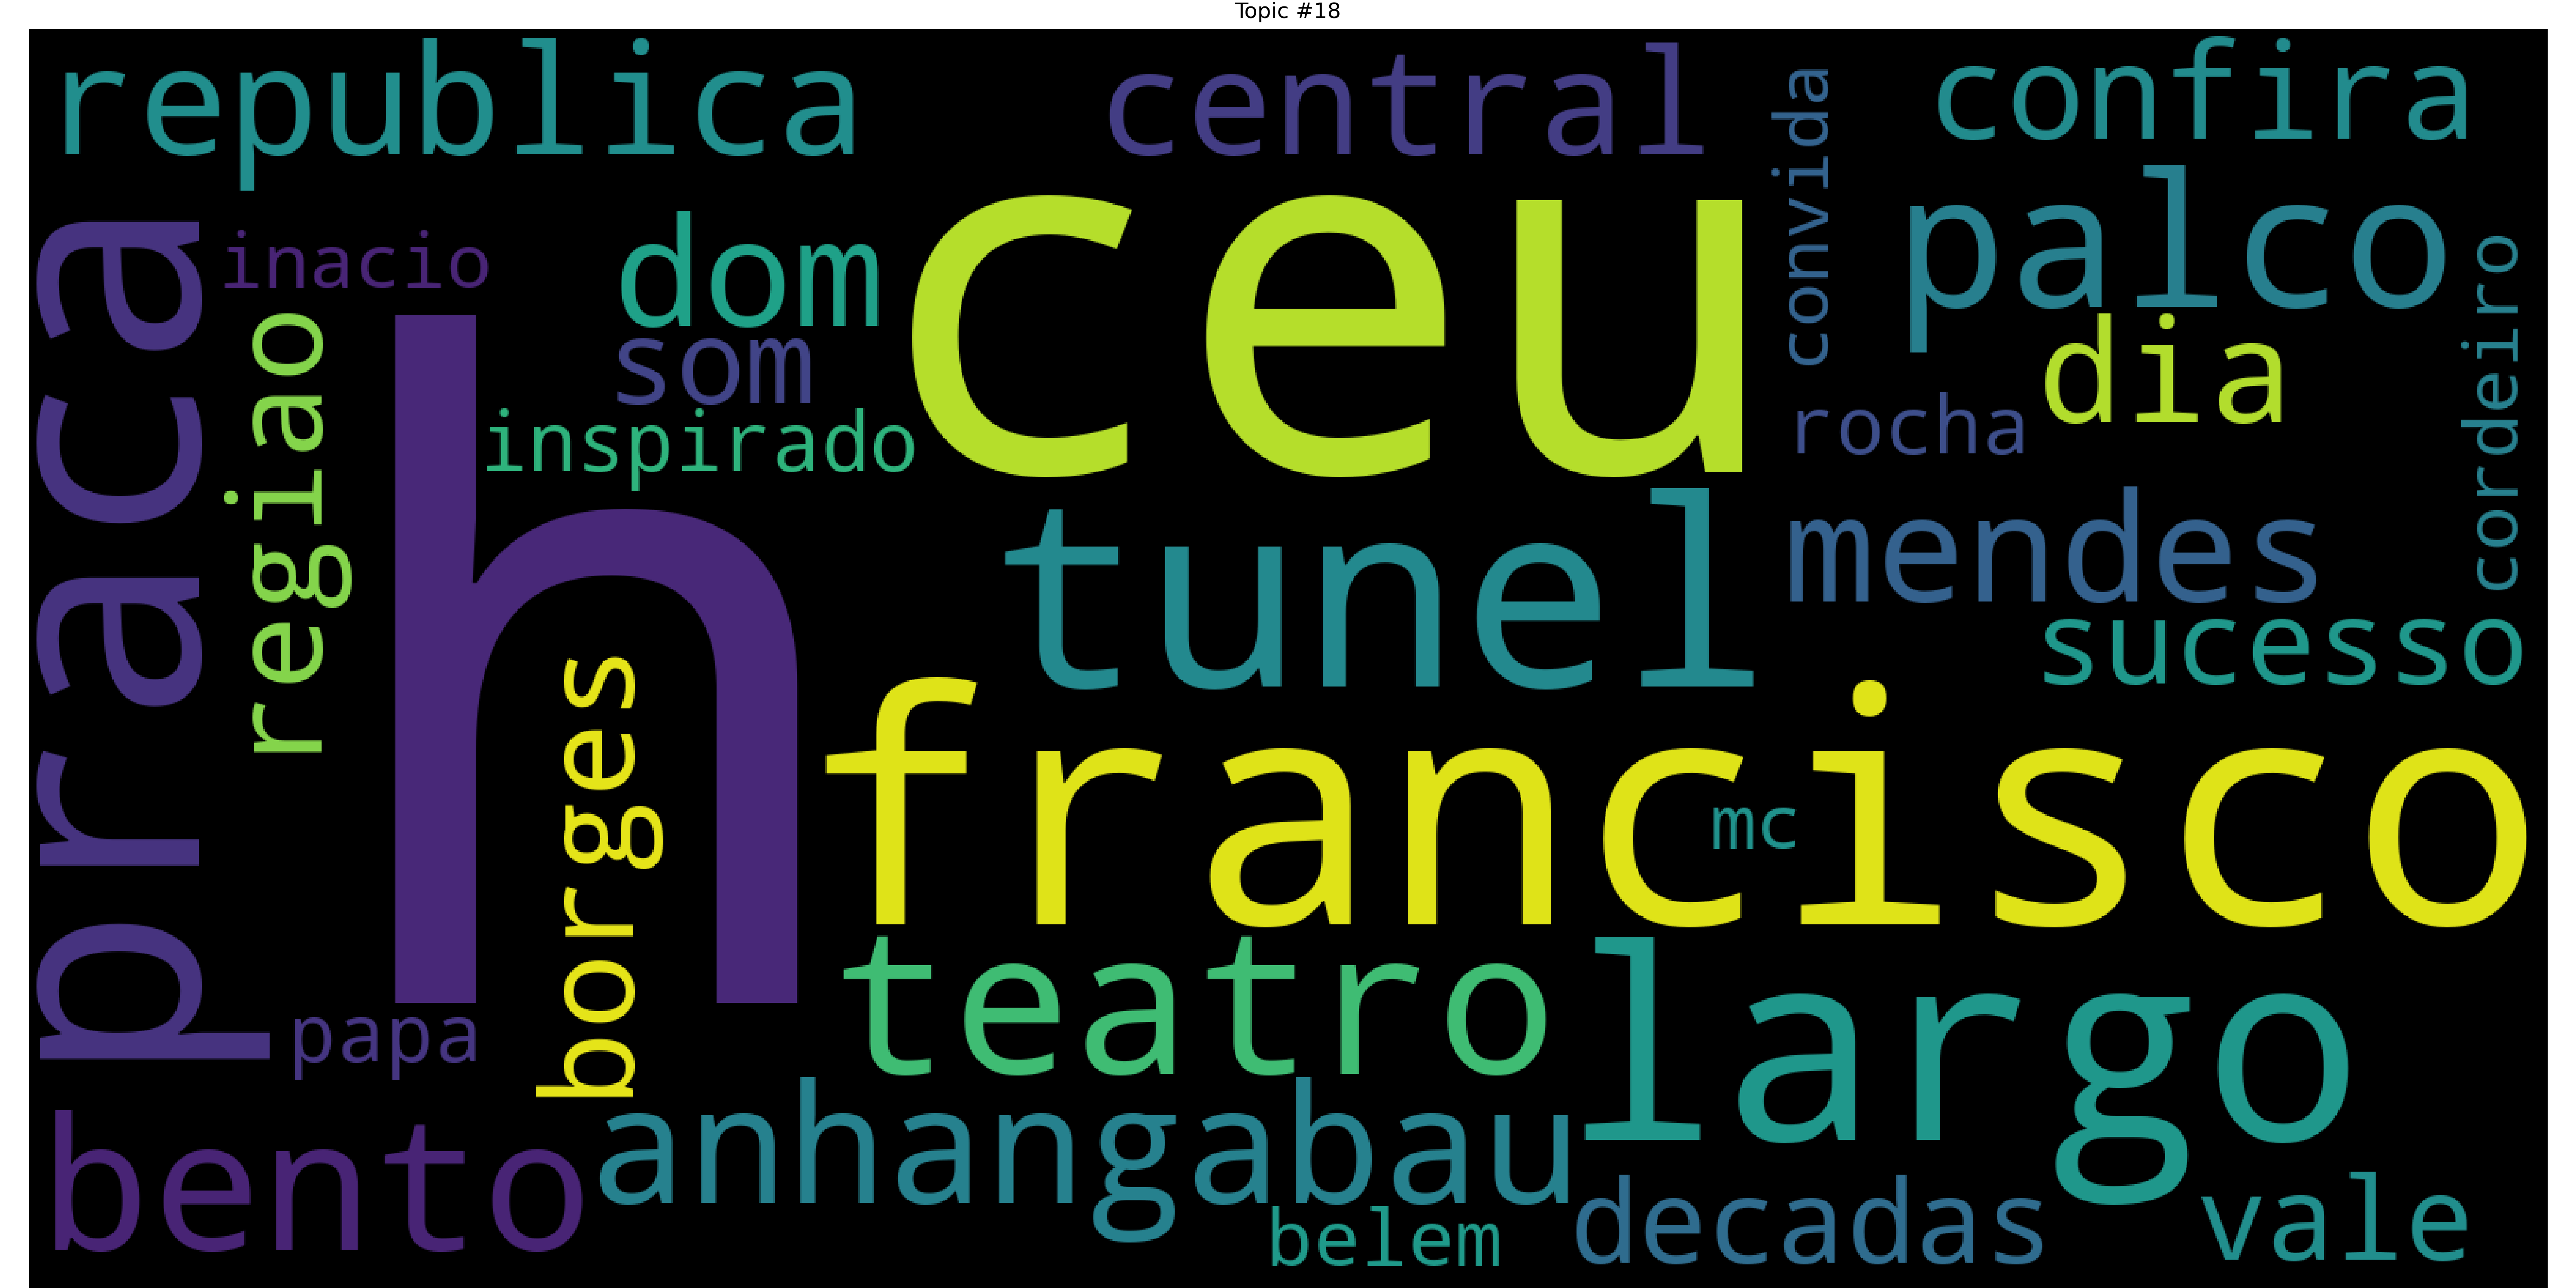 Topic #18
republica
central
convida
confira
praca
inacio
dom
ceu
palco
cordeiro
regiao
som
dia
inspirado
rocha
h
tunel
mendes
sucesso
borges
francisco
mc
teatro
largo
papa
bento
anhangabau
belem
decadas
vale